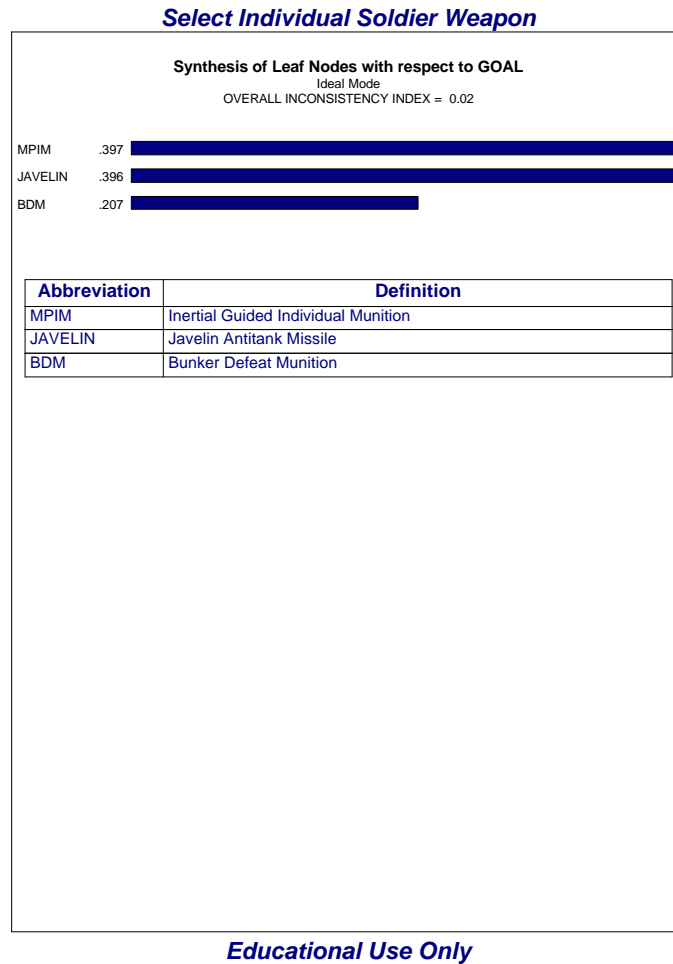 Select Individual Soldier Weapon
Synthesis of Leaf Nodes with respect to GOAL
Ideal Mode
OVERALL INCONSISTENCY INDEX = 0.02
MPIM .397
JAVELIN .396
BDM .207
Abbreviation Definition
MPIM Inertial Guided Individual Munition
JAVELIN Javelin Antitank Missile
BDM Bunker Defeat Munition
Educational Use Only